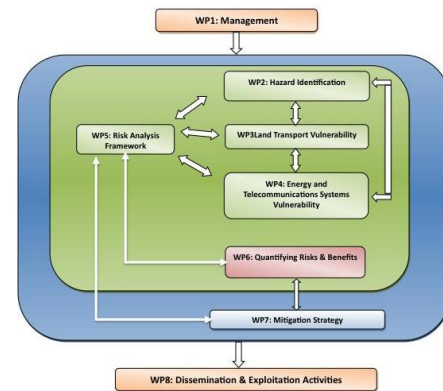 WP1: Management
WP2: Hazard Identification
WP5: Risk Analysis
Framework
WP3Land Transport Vulnerability
WP4: Energy and
Telecommunications Systems
Vulnerability
WP6: Quantifying Risks & Benefits
WP7: Mitigation Strategy
WP8: Dissemination & Exploitation Activities